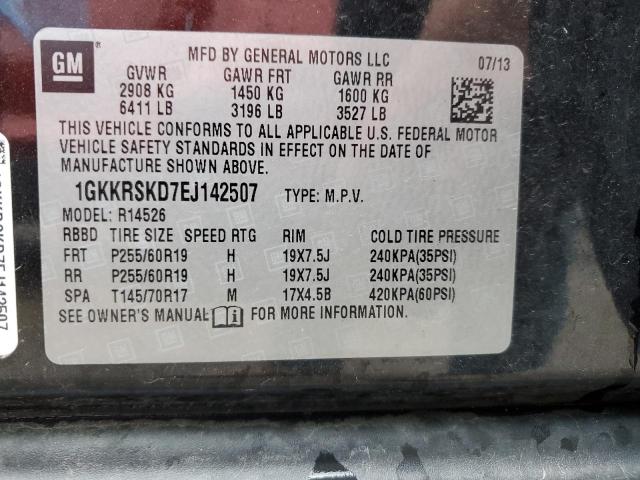 GM
MFD BY GENERAL MOTORS LLC
07/13
GVWR GAWR FRT GAWR RR
2908 KG 1450 KG 1600 KG
6411 LB 3196 LB 3527 LB
THIS VEHICLE CONFORMS TO ALL APPLICABLE U.S. FEDERAL MOTOR
VEHICLE SAFETY STANDARDS IN EFFECT ON THE DATE OF
MANUFACTURE SHOWN ABOVE.
1GKKRSKD7EJ142507 TYPE: M.P.V.
MODEL: R14526
RBBD TIRE SIZE SPEED RTG RIM COLD TIRE PRESSURE
FRT P255/60R19 H 19X7.5J 240KPA(35PSI)
RR P255/60R19 H 19X7.5J 240KPA(35PSI)
SPA T145/70R17 M 17X4.5B 420KPA(60PSI)
SEE OWNER'S MANUAL FOR MORE INFORMATION.